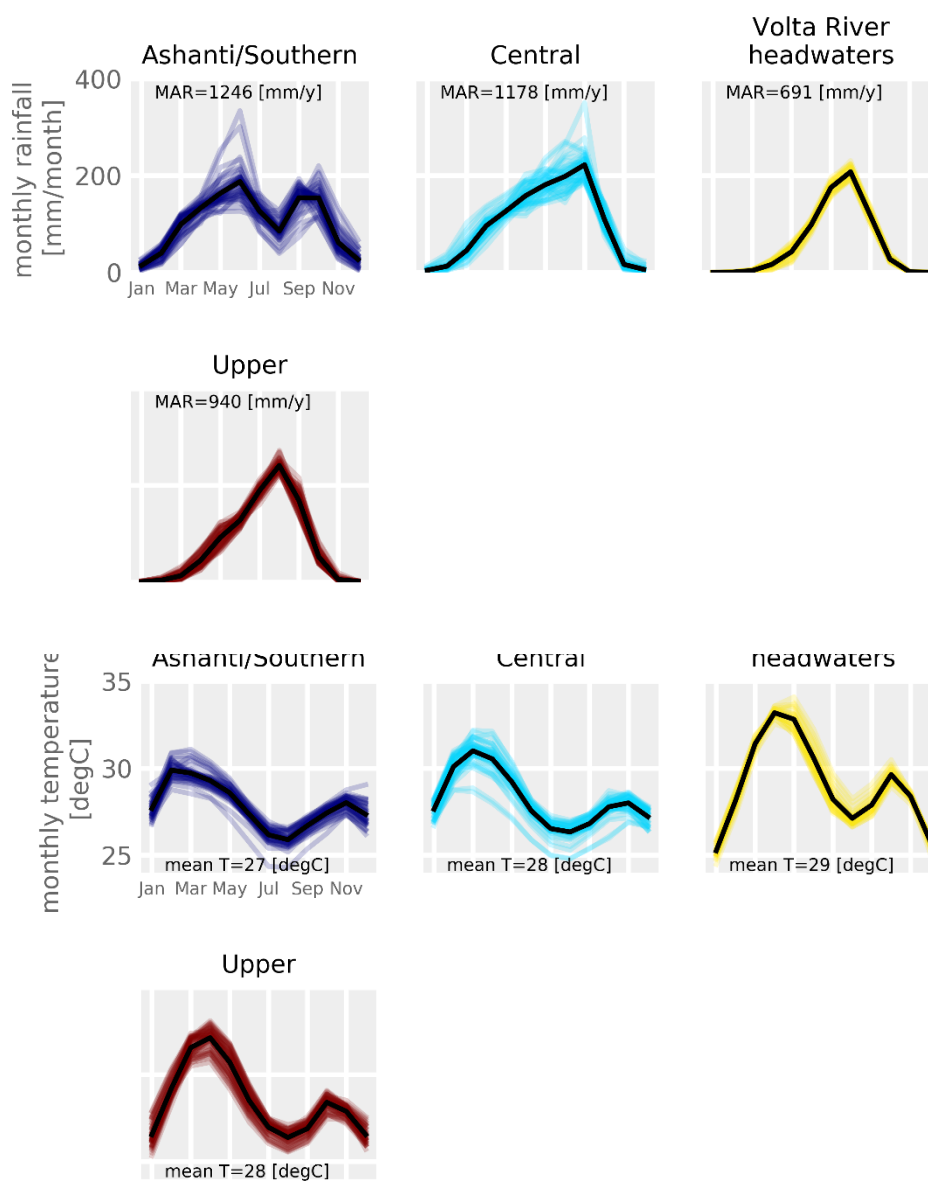 Volta River
Ashanti/Southern Central headwaters
monthly rainfall
[mm/month]
400
200
0
MAR=1246 [mm/y] MAR=1178 [mm/y] MAR=691 [mm/y]
Jan Mar May Jul Sep Nov
Upper
MAR=940 [mm/y]
Ashanti/Southern Central headwaters
monthly temperature
[degC]
35
30
25
mean T=27 [degC] mean T=28 [degC] mean T=29 [degC]
Jan Mar May Jul Sep Nov
Upper
mean T=28 [degC]